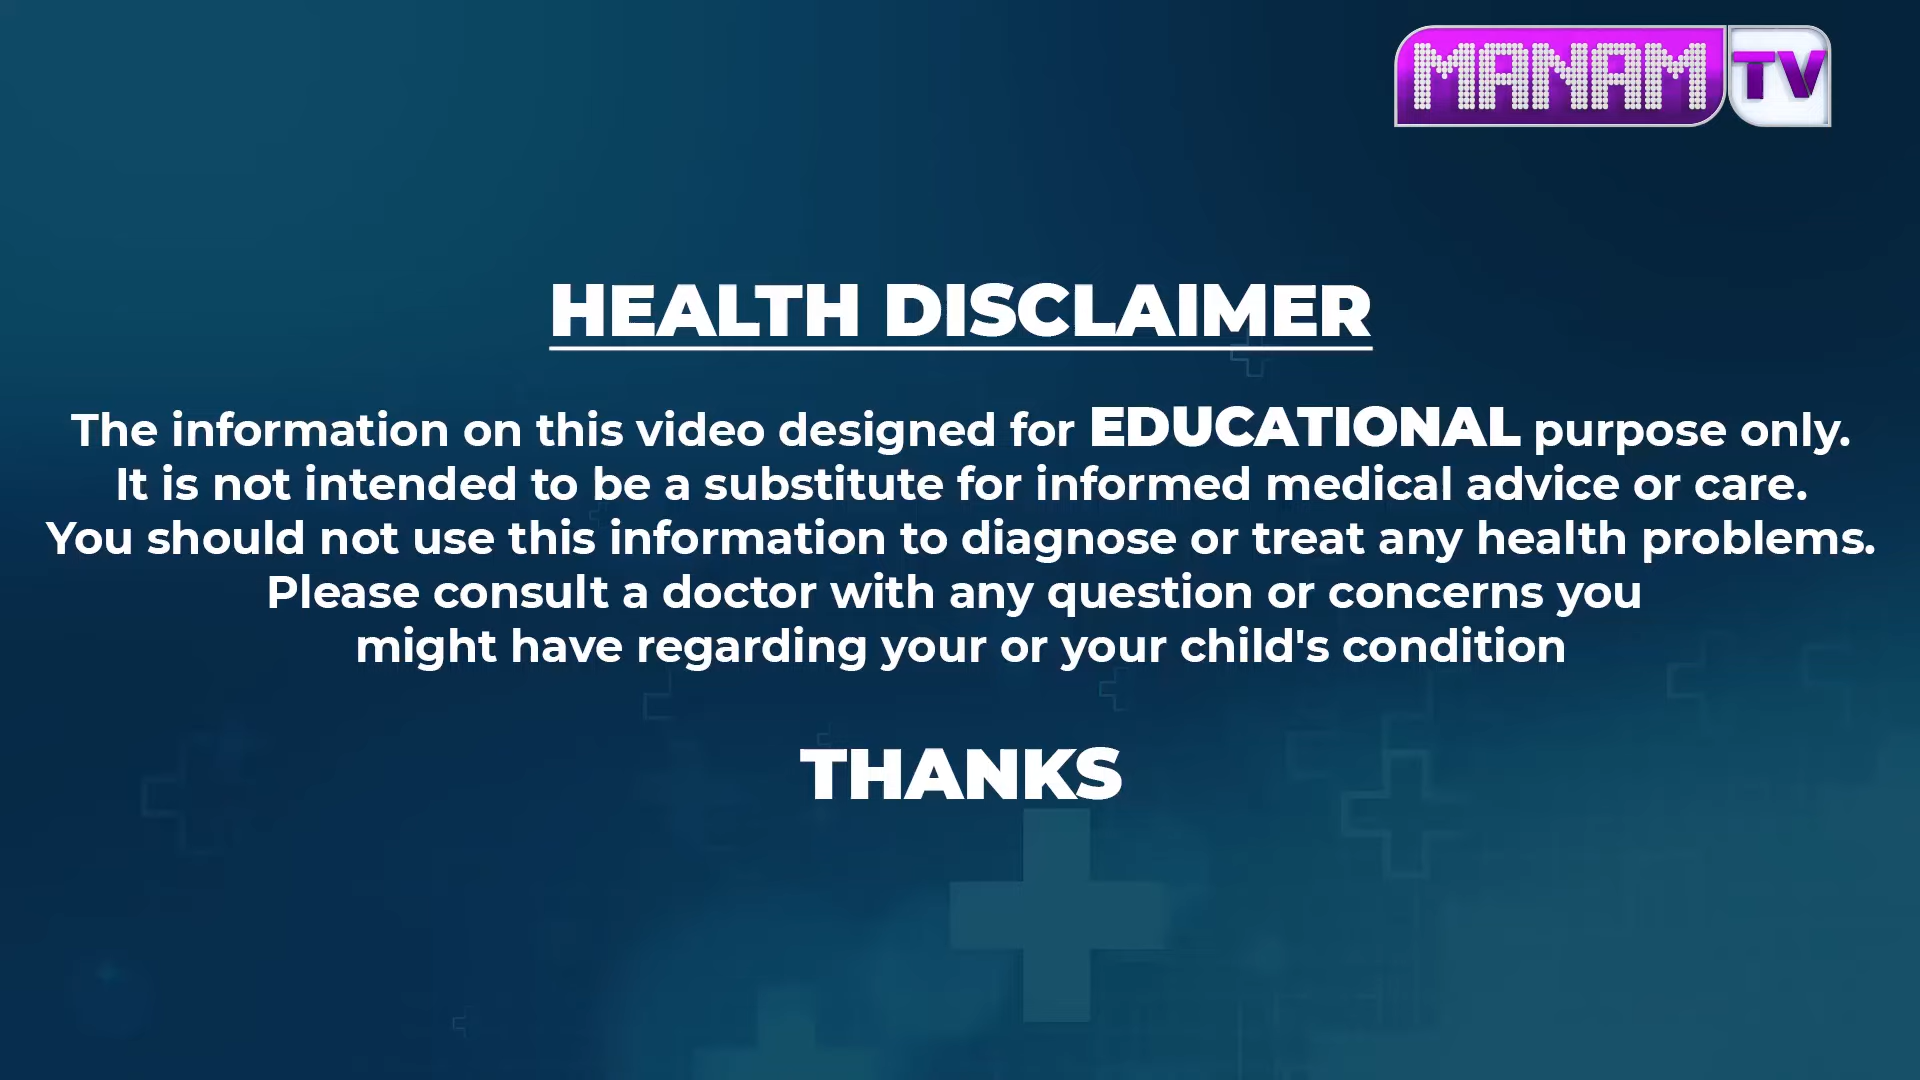 MANAM TV
HEALTH DISCLAIMER
The information on this video designed for EDUCATIONAL purpose only.
It is not intended to be a substitute for informed medical advice or care.
You should not use this information to diagnose or treat any health problems.
Please consult a doctor with any question or concerns you
might have regarding your or your child's condition
THANKS